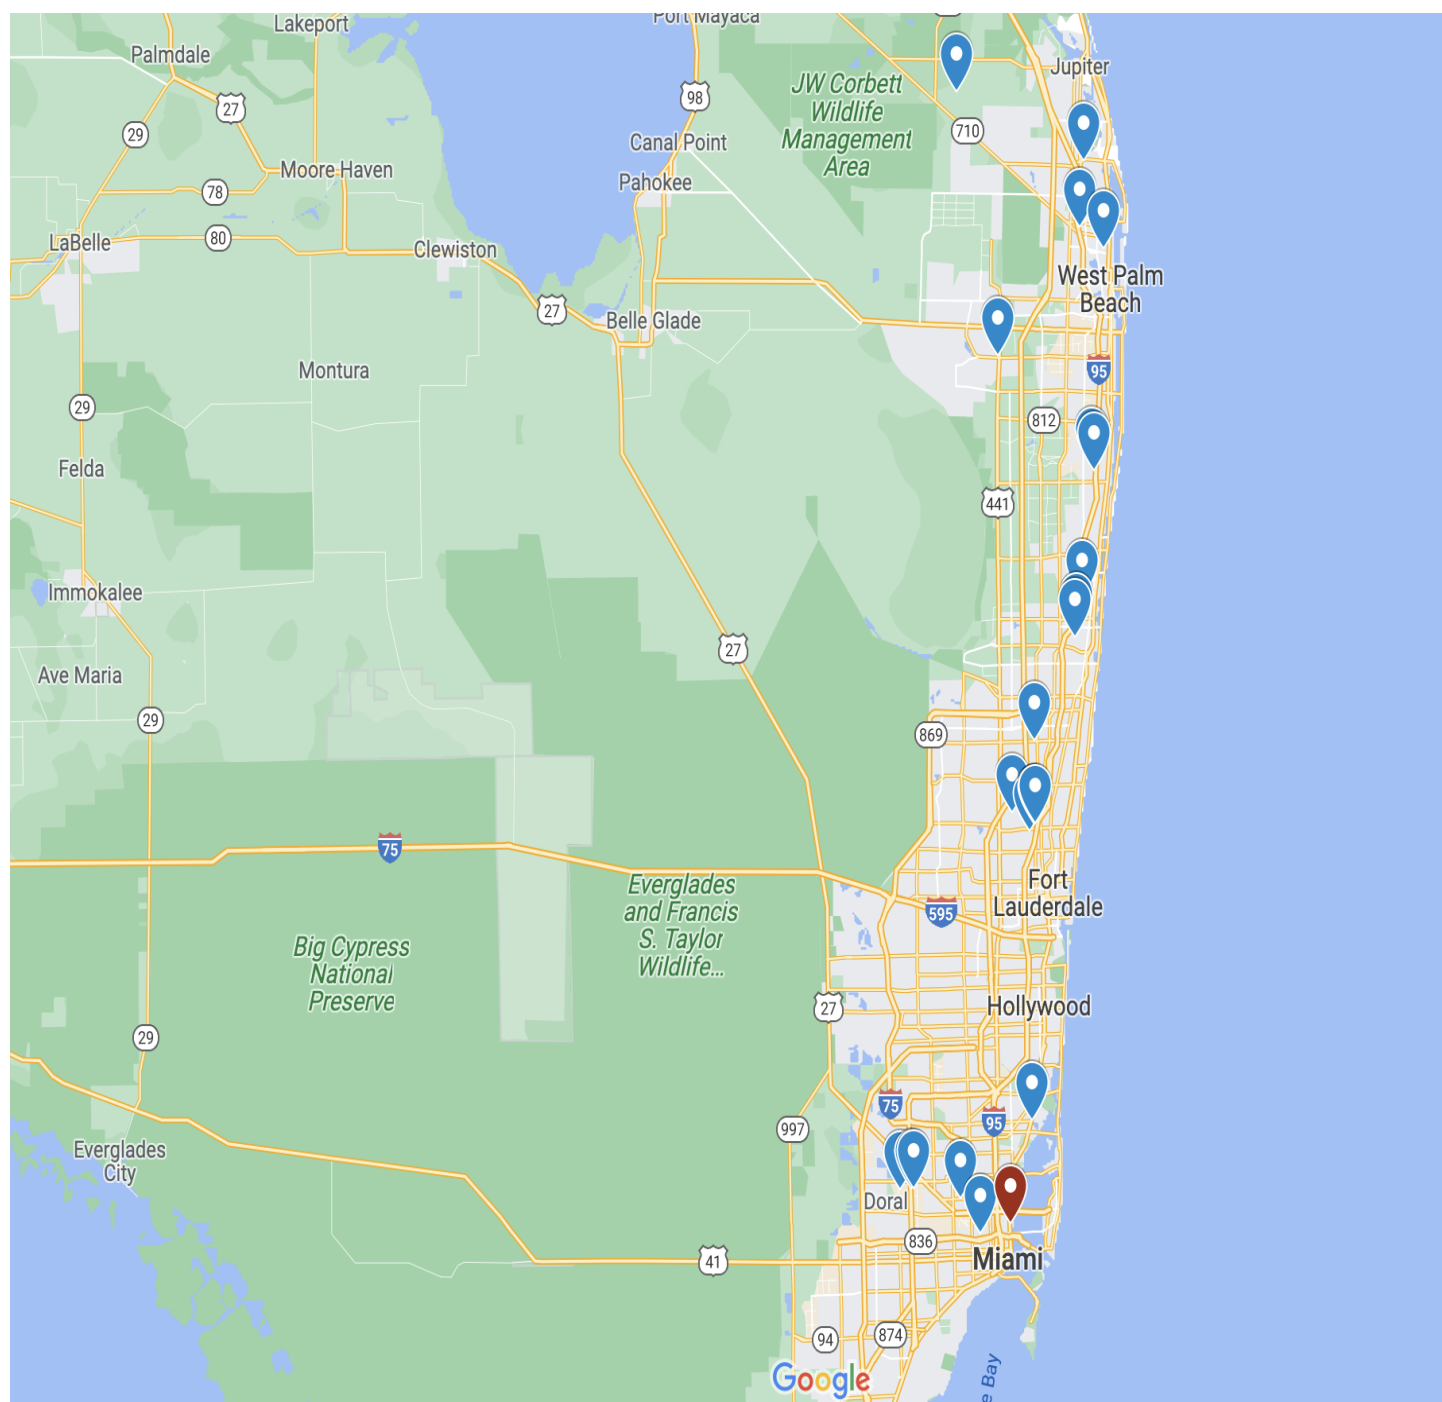 Lakeport
Port Mayaca
Palmdale
Jupiter
JW Corbett
Wildlife
Management
Area
98
27
29
710
Canal Point
Moore Haven
Pahokee
78
80
LaBelle
Clewiston
West Palm
Beach
27
Belle Glade
Montura
95
29
812
Felda
441
Immokalee
27
Ave Maria
29
869
75
Everglades
and Francis
S. Taylor
Wildlife...
Fort
Lauderdale
595
Big Cypress
National
Preserve
27
Hollywood
29
75
95
997
Everglades
City
Doral
836
Miami
41
94
874
Google
e Bay